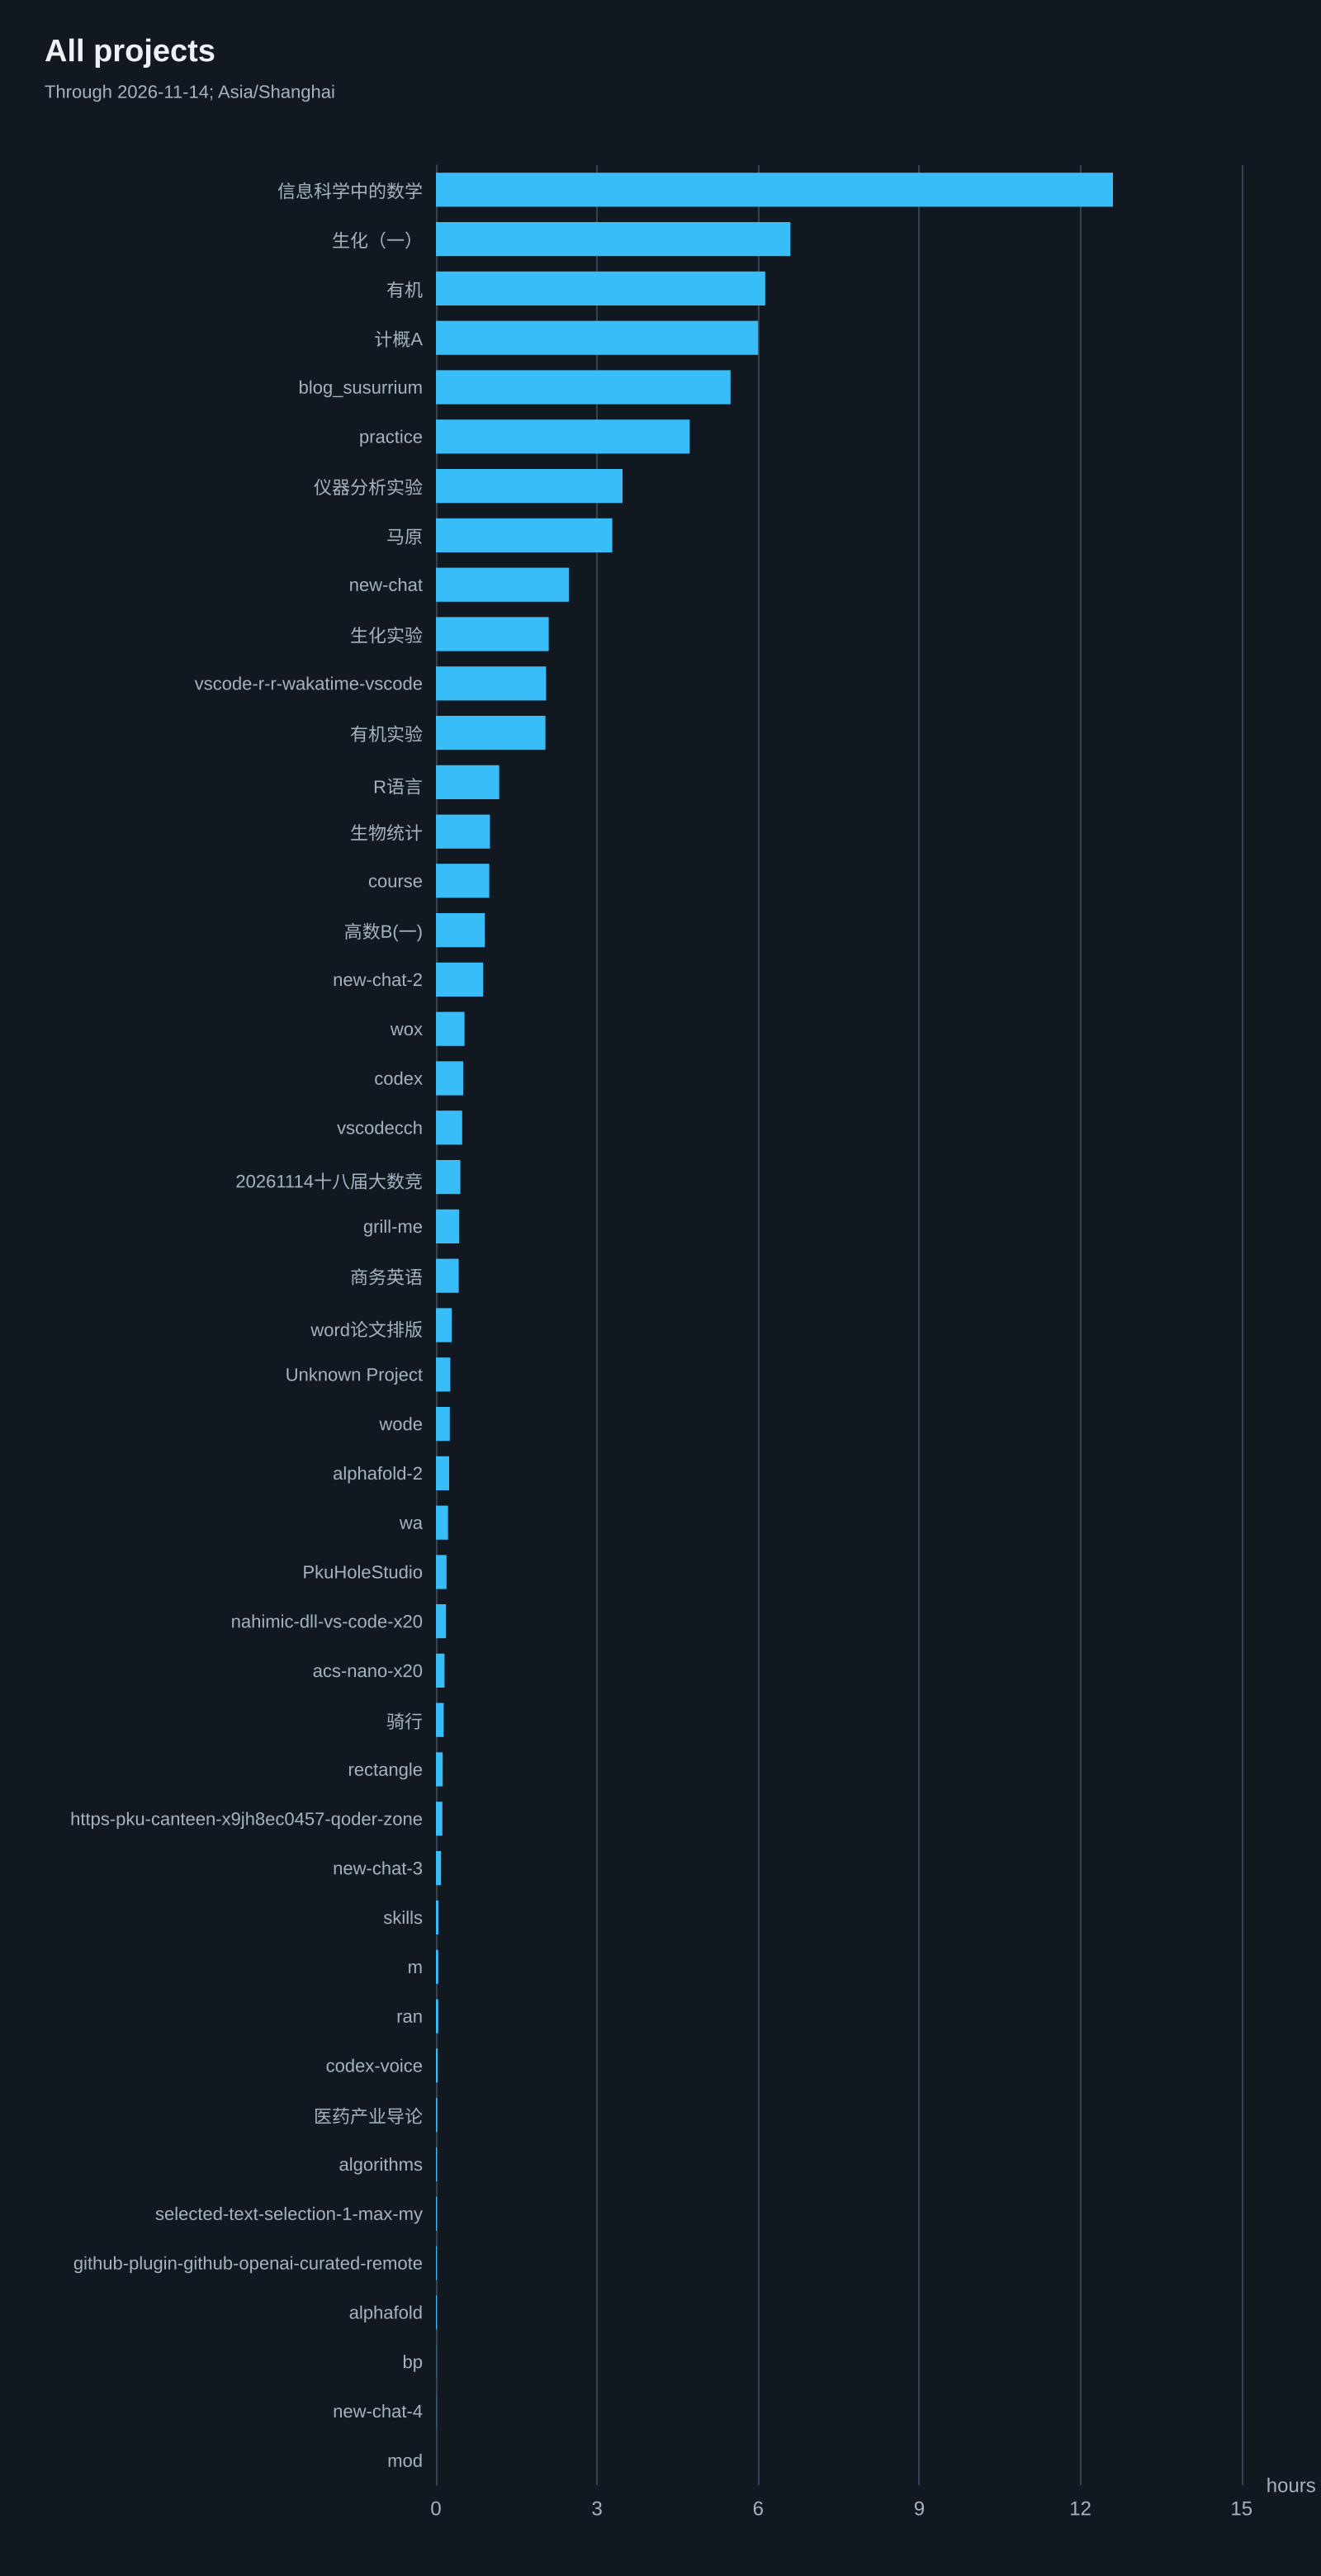 All projects
Through 2026-11-14; Asia/Shanghai
信息科学中的数学
生化（一）
有机
计概A
blog_susurrium
practice
仪器分析实验
马原
new-chat
生化实验
vscode-r-r-wakatime-vscode
有机实验
R语言
生物统计
course
高数B(一)
new-chat-2
wox
codex
vscodecch
20261114十八届大数竞
grill-me
商务英语
word论文排版
Unknown Project
wode
alphafold-2
wa
PkuHoleStudio
nahimic-dll-vs-code-x20
acs-nano-x20
骑行
rectangle
https-pku-canteen-x9jh8ec0457-qoder-zone
new-chat-3
skills
m
ran
codex-voice
医药产业导论
algorithms
selected-text-selection-1-max-my
github-plugin-github-openai-curated-remote
alphafold
bp
new-chat-4
mod
hours
0 3 6 9 12 15